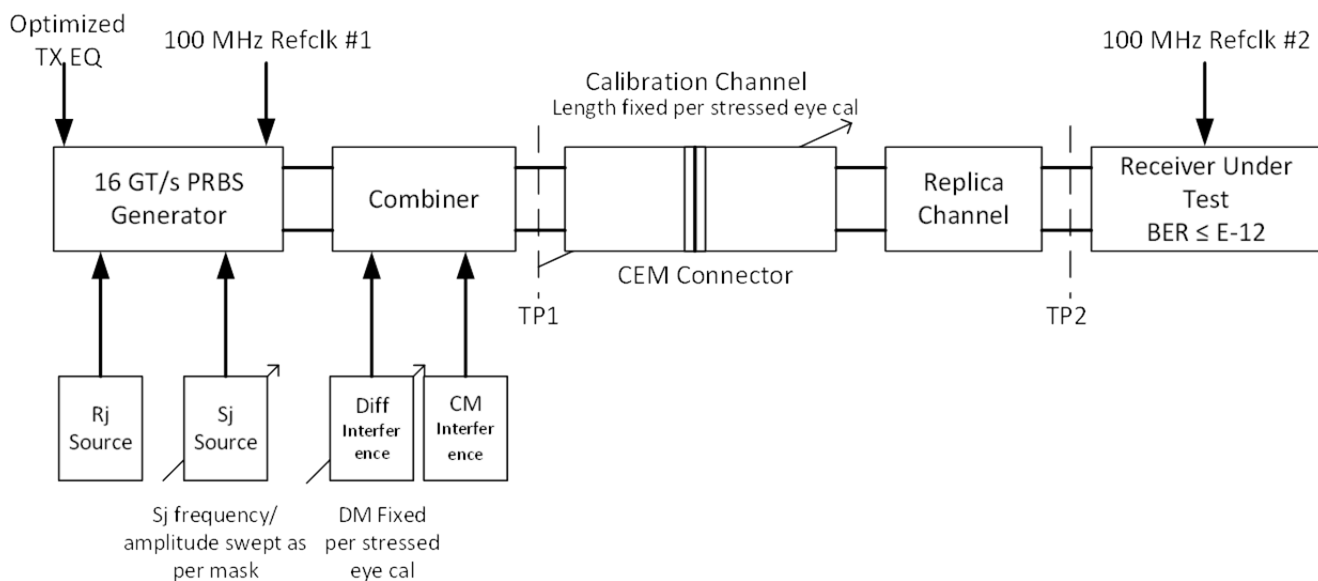 Optimized
TX EQ
100 MHz Refclk #1
100 MHz Refclk #2
Calibration Channel
Length fixed per stressed eye cal
16 GT/s PRBS
Generator
Combiner
Replica
Channel
Receiver Under
Test
BER ≤ E-12
CEM Connector
TP1
TP2
Rj
Source
Sj
Source
Diff
Interfer
ence
CM
Interfer
ence
Sj frequency/
amplitude swept as
per mask
DM Fixed
per stressed
eye cal